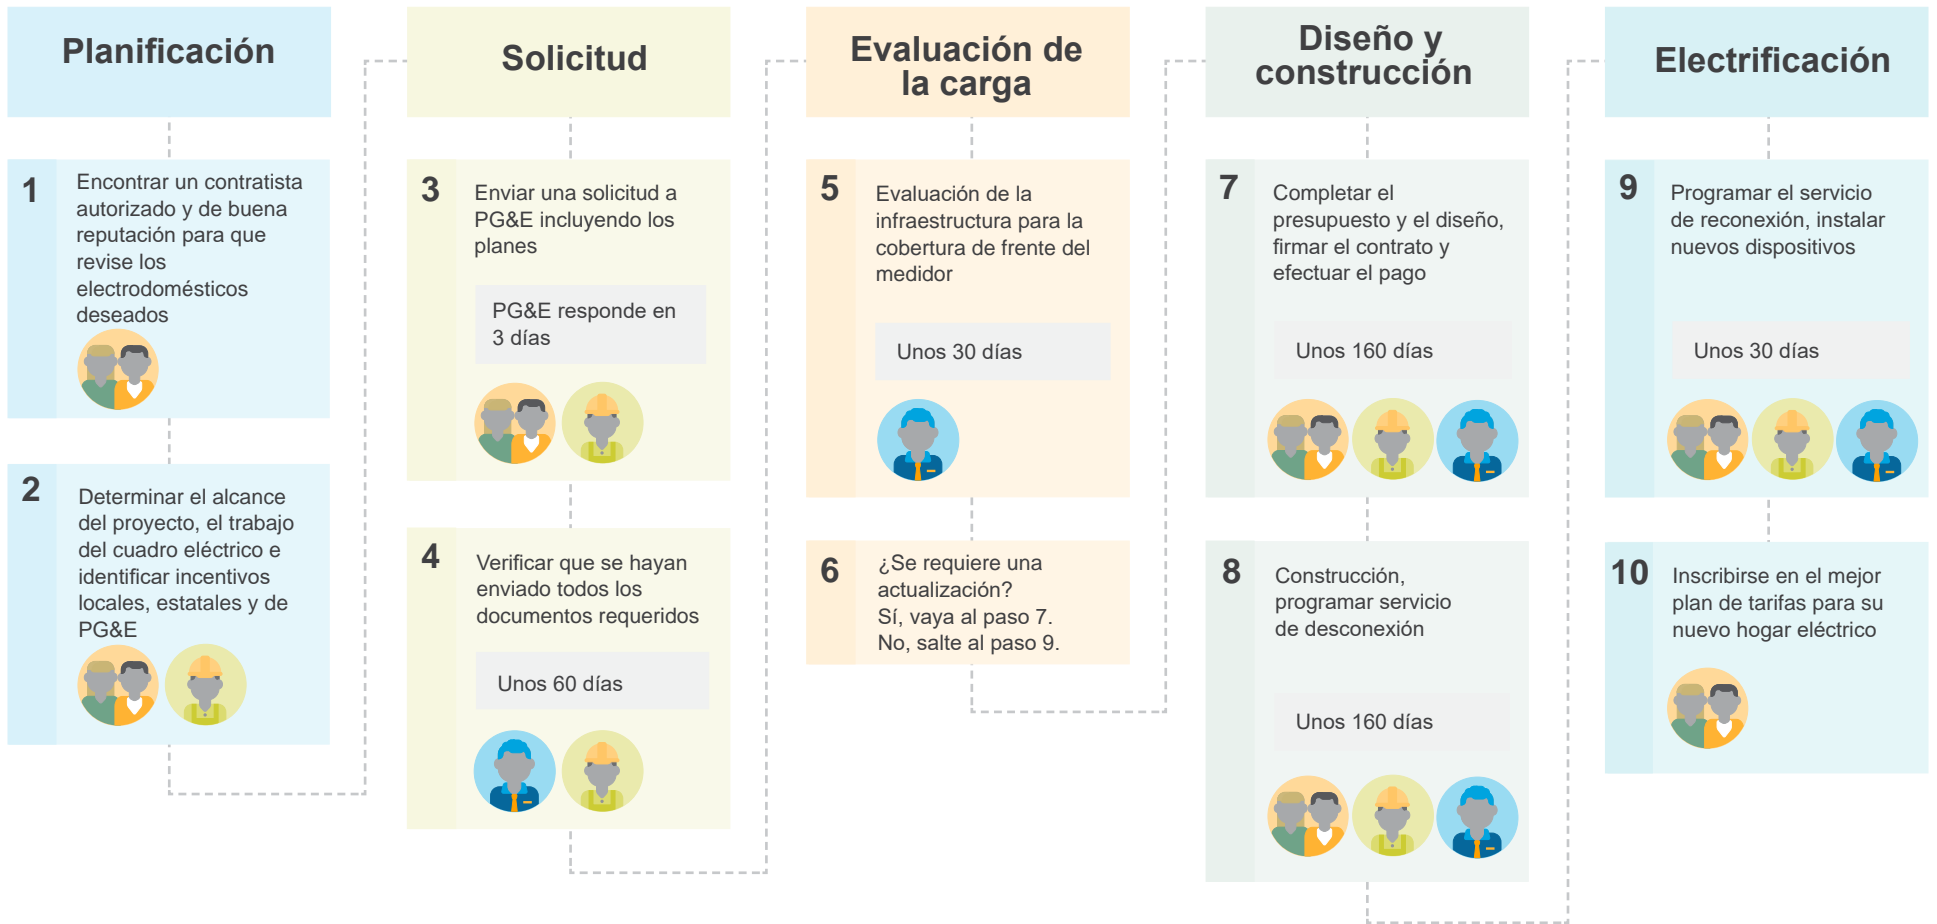 Planificación
1
Encontrar un contratista
autorizado y de buena
reputación para que
revise los
electrodomésticos
deseados
2
Determinar el alcance
del proyecto, el trabajo
del cuadro eléctrico e
identificar incentivos
locales, estatales y de
PG&E
Solicitud
3
Enviar una solicitud a
PG&E incluyendo los
planes
PG&E responde en
3 días
4
Verificar que se hayan
enviado todos los
documentos requeridos
Unos 60 días
Evaluación de
la carga
5
Evaluación de la
infraestructura para la
cobertura de frente del
medidor
Unos 30 días
6
¿Se requiere una
actualización?
Sí, vaya al paso 7.
No, salte al paso 9.
Diseño y
construcción
7
Completar el
presupuesto y el diseño,
firmar el contrato y
efectuar el pago
Unos 160 días
8
Construcción,
programar servicio
de desconexión
Unos 160 días
Electrificación
9
Programar el servicio
de reconexión, instalar
nuevos dispositivos
Unos 30 días
10
Inscribirse en el mejor
plan de tarifas para su
nuevo hogar eléctrico